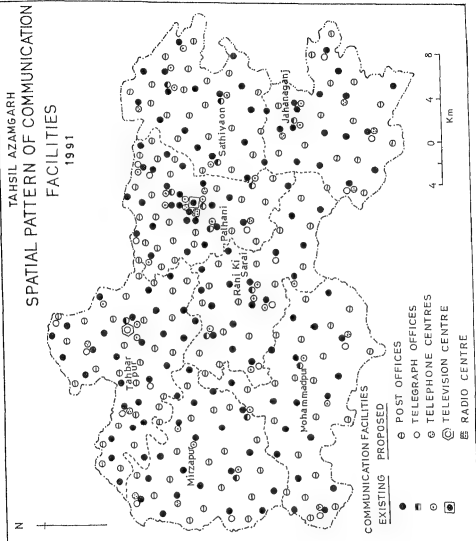 TAHSIL AZAMGARH
SPATIAL PATTERN OF COMMUNICATION
FACILITIES
1991
N
Tahbar
pur
Mirzapur
Palhani
Sathiyaon
Jahanaganj
Rani ki
Sarai
Mohammadpur
COMMUNICATION FACILITIES
EXISTING PROPOSED
POST OFFICES
TELEGRAPH OFFICES
TELEPHONE CENTRES
TELEVISION CENTRE
RADIO CENTRE
4 0 4 8
Km